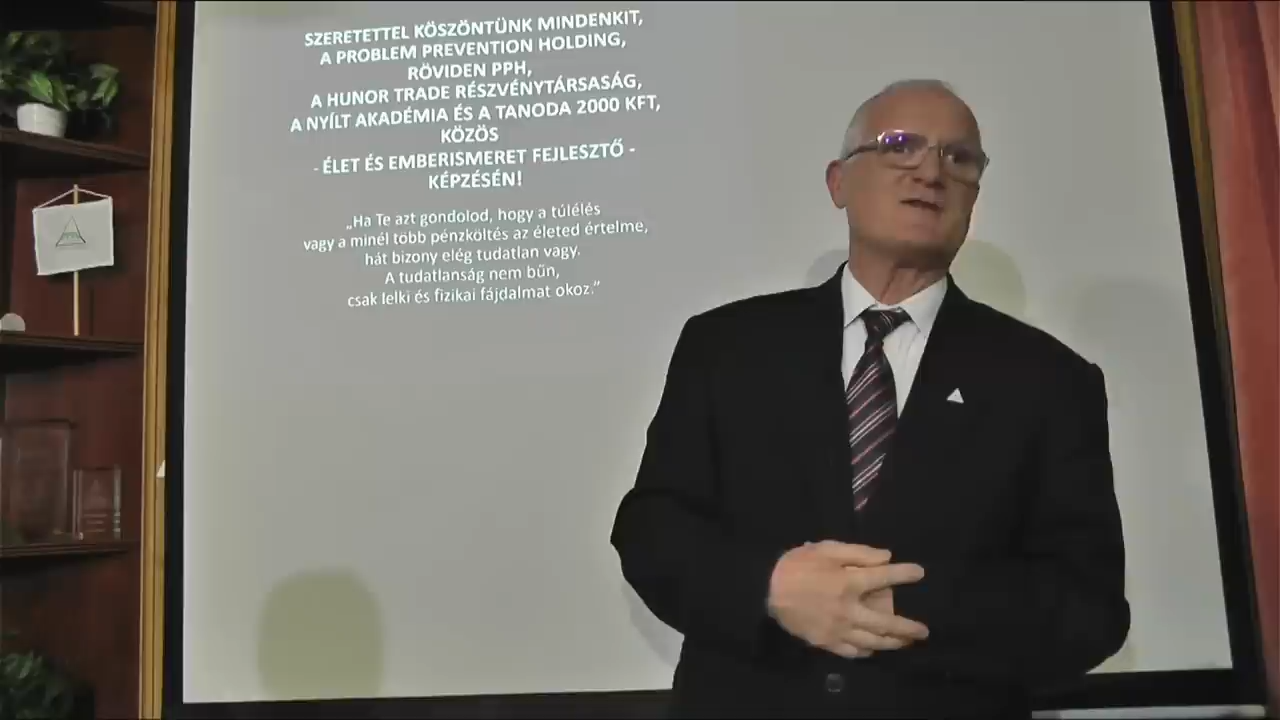 SZERETETTEL KÖSZÖNTÜNK MINDENKIT,
A PROBLEM PREVENTION HOLDING,
RÖVIDEN PPH,
A HUNOR TRADE RÉSZVÉNYTÁRSASÁG,
A NYÍLT AKADÉMIA ÉS A TANODA 2000 KFT,
KÖZÖS
- ÉLET ÉS EMBERISMERET FEJLESZTŐ -
KÉPZÉSÉN!
„Ha Te azt gondolod, hogy a túlélés
vagy a minél több pénzköltés az életed értelme,
hát bizony elég tudatlan vagy.
A tudatlanság nem bűn,
csak lelki és fizikai fájdalmat okoz.”